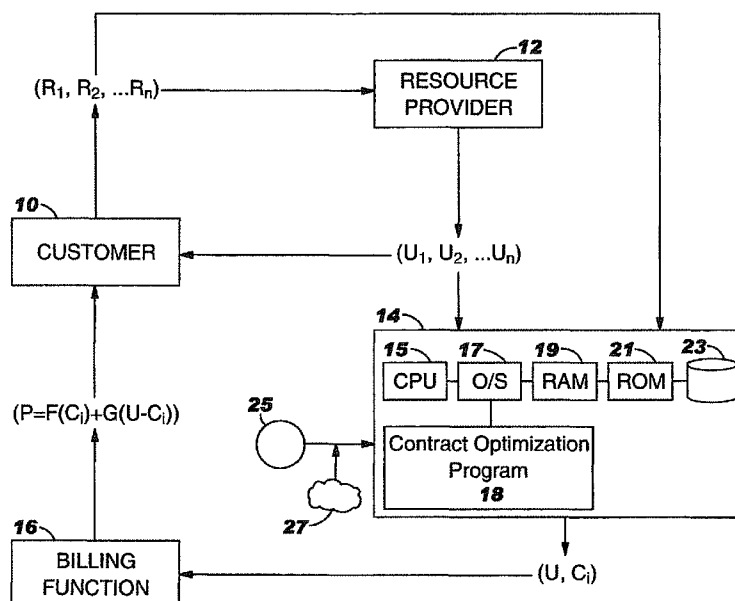 12
(R1, R2, ...Rn)
RESOURCE
PROVIDER
10
CUSTOMER
(U1, U2, ...Un)
14
15
17
19
21
23
CPU
O/S
RAM
ROM
(P=F(Ci)+G(U-Ci))
25
Contract Optimization
Program
18
27
16
BILLING
FUNCTION
(U, Ci)